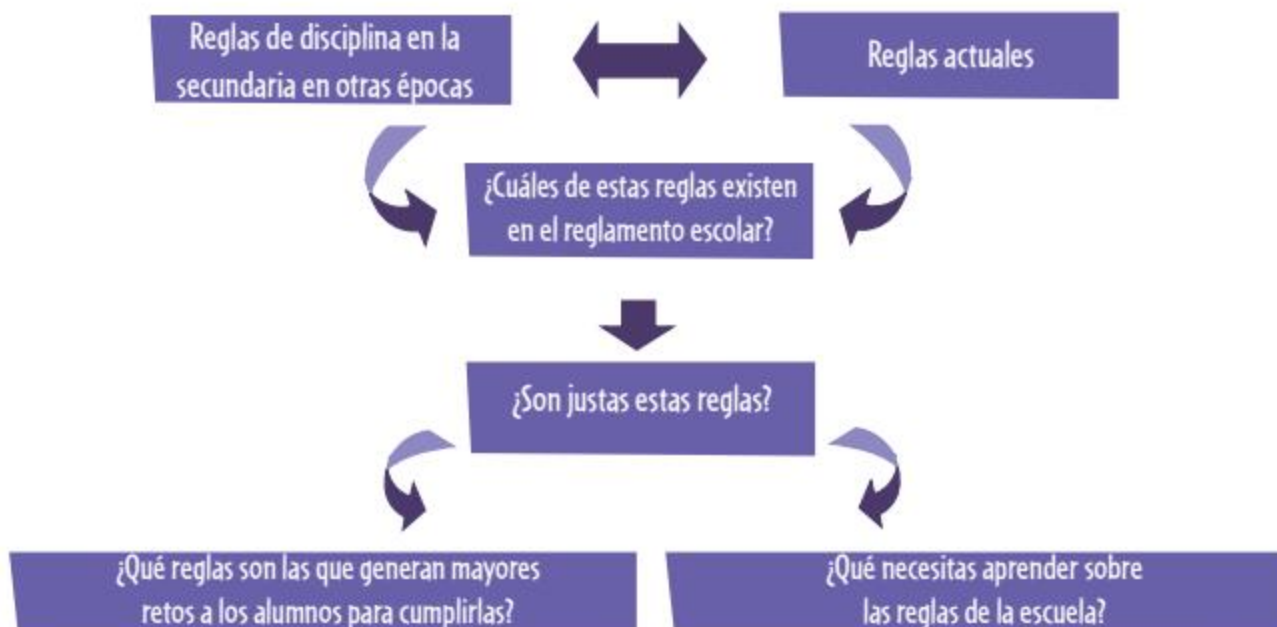 Reglas de disciplina en la
secundaria en otras épocas
Reglas actuales
¿Cuáles de estas reglas existen
en el reglamento escolar?
¿Son justas estas reglas?
¿Qué reglas son las que generan mayores
retos a los alumnos para cumplirlas?
¿Qué necesitas aprender sobre
las reglas de la escuela?